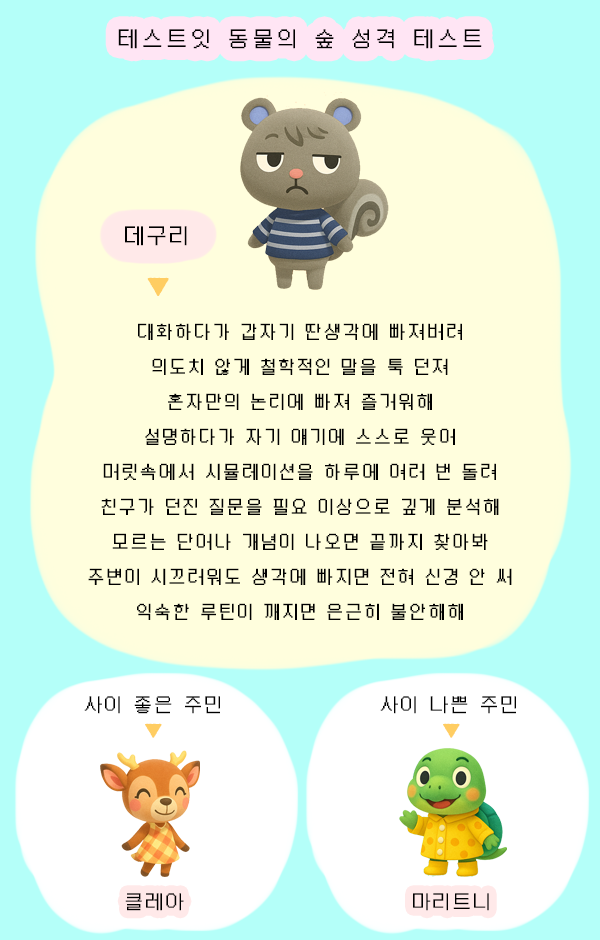 테스트잇 동물의 숲 성격 테스트
데구리
대화하다가 갑자기 딴생각에 빠져버려
의도치 않게 철학적인 말을 툭 던져
혼자만의 논리에 빠져 즐거워해
설명하다가 자기 얘기에 스스로 웃어
머릿속에서 시뮬레이션을 하루에 여러 번 돌려
친구가 던진 질문을 필요 이상으로 깊게 분석해
모르는 단어나 개념이 나오면 끝까지 찾아봐
주변이 시끄러워도 생각에 빠지면 전혀 신경 안 써
익숙한 루틴이 깨지면 은근히 불안해해
사이 좋은 주민
클레아
사이 나쁜 주민
마리트니